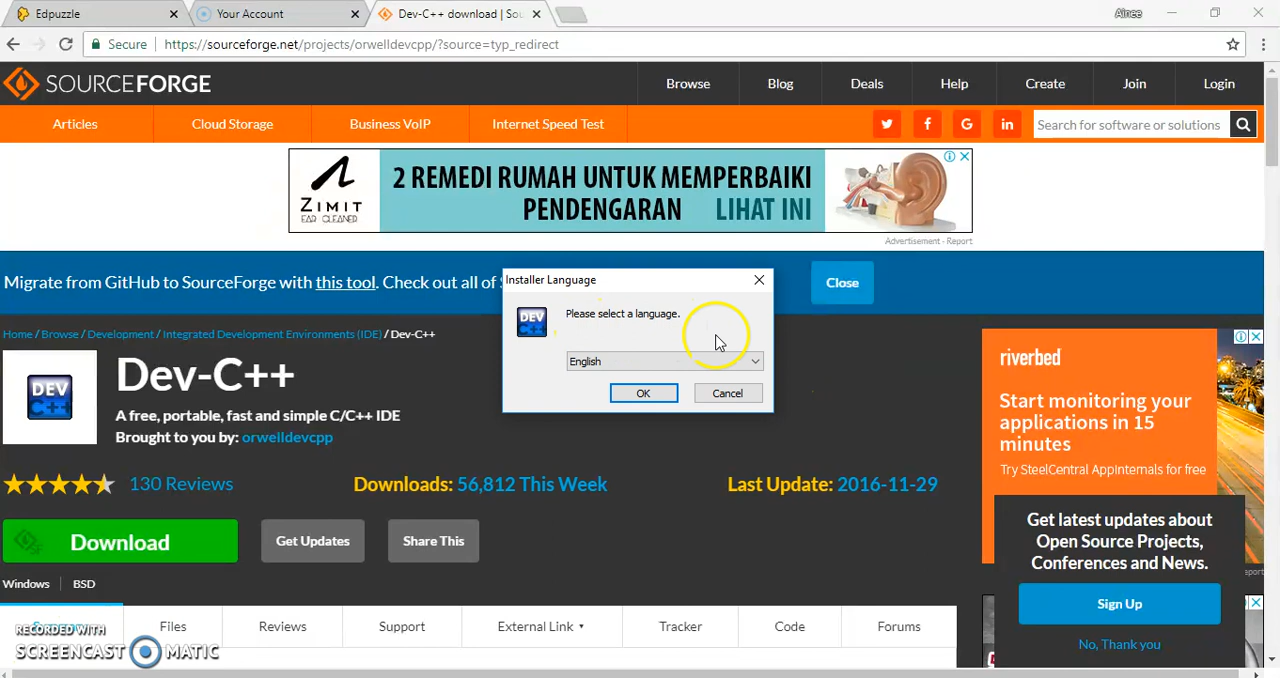 Edpuzzle
Your Account
Dev-C++ download | Sou
Aince
Secure
https://sourceforge.net/projects/orwelldevcpp/?source=typ_redirect
SOURCEFORGE
Browse
Blog
Deals
Help
Create
Join
Login
Articles
Cloud Storage
Business VoIP
Internet Speed Test
Search for software or solutions
ZIMIT
EAR CLEANER
2 REMEDI RUMAH UNTUK MEMPERBAIKI
PENDENGARAN LIHAT INI
Advertisement - Report
Migrate from GitHub to SourceForge with this tool. Check out all of S
Close
Installer Language
DEV
C++
Please select a language.
English
OK
Cancel
Home / Browse / Development / Integrated Development Environments (IDE) / Dev-C++
DEV
C++
Dev-C++
A free, portable, fast and simple C/C++ IDE
Brought to you by: orwelldevcpp
130 Reviews
Downloads: 56,812 This Week
Last Update: 2016-11-29
Download
Get Updates
Share This
Windows
BSD
riverbed
Start monitoring your
applications in 15
minutes
Try SteelCentral AppInternals for free
Get latest updates about
Open Source Projects,
Conferences and News.
Sign Up
No, Thank you
Files
Reviews
Support
External Link
Tracker
Code
Forums
RECORDED WITH
SCREENCAST MATIC